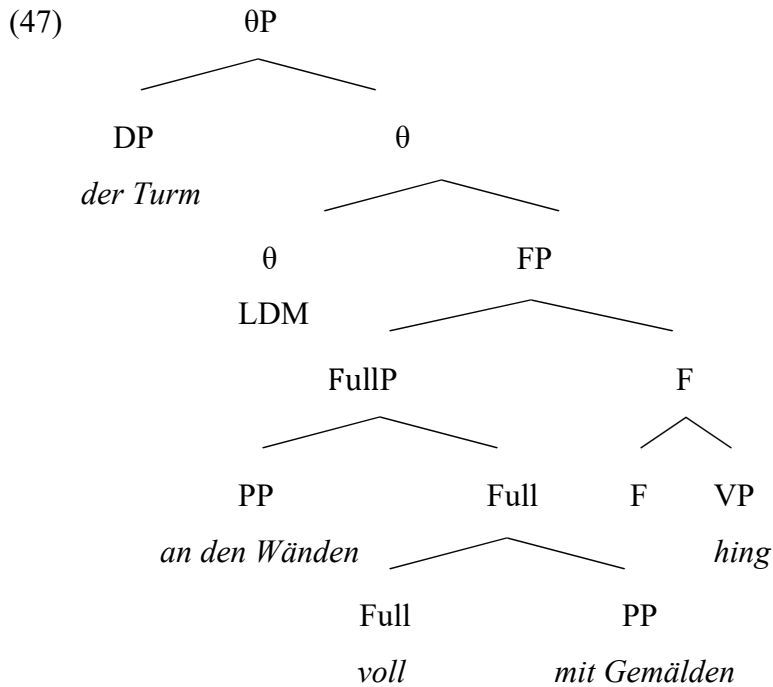 (47) θP
DP θ
der Turm
θ FP
LDM
FullP F
PP Full F VP
an den Wänden hing
Full PP
voll mit Gemälden